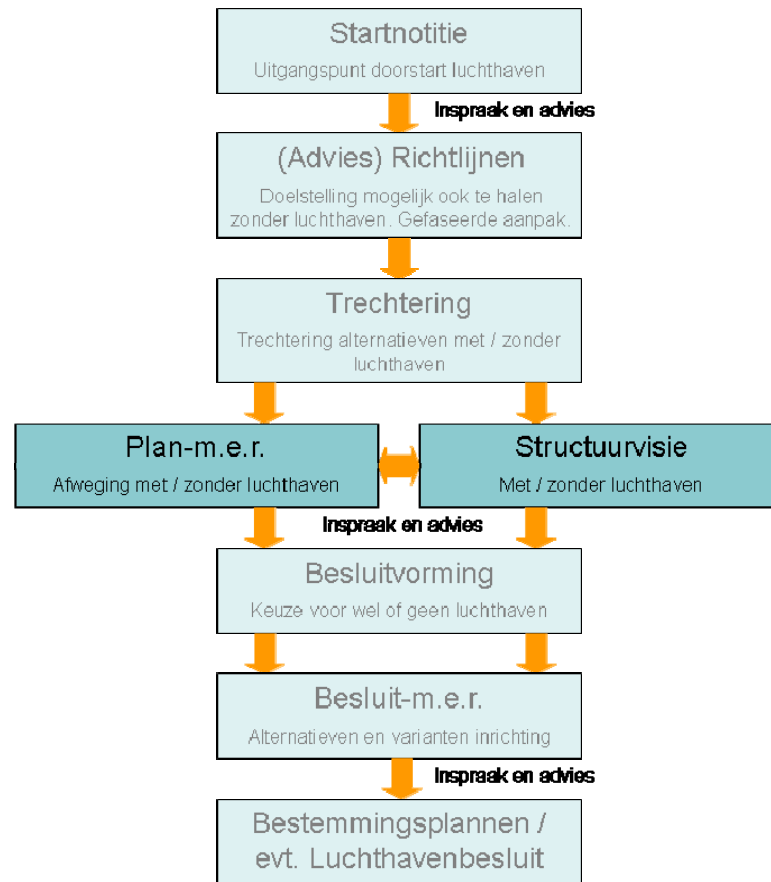 Startnotitie
Uitgangspunt doorstart luchthaven
Inspraak en advies
(Advies) Richtlijnen
Doelstelling mogelijk ook te halen
zonder luchthaven. Gefaseerde aanpak.
Trechtering
Trechtering alternatieven met / zonder
luchthaven
Plan-m.e.r.
Afweging met / zonder luchthaven
Structuurvisie
Met / zonder luchthaven
Inspraak en advies
Besluitvorming
Keuze voor wel of geen luchthaven
Besluit-m.e.r.
Alternatieven en varianten inrichting
Inspraak en advies
Bestemmingsplannen /
evt. Luchthavenbesluit